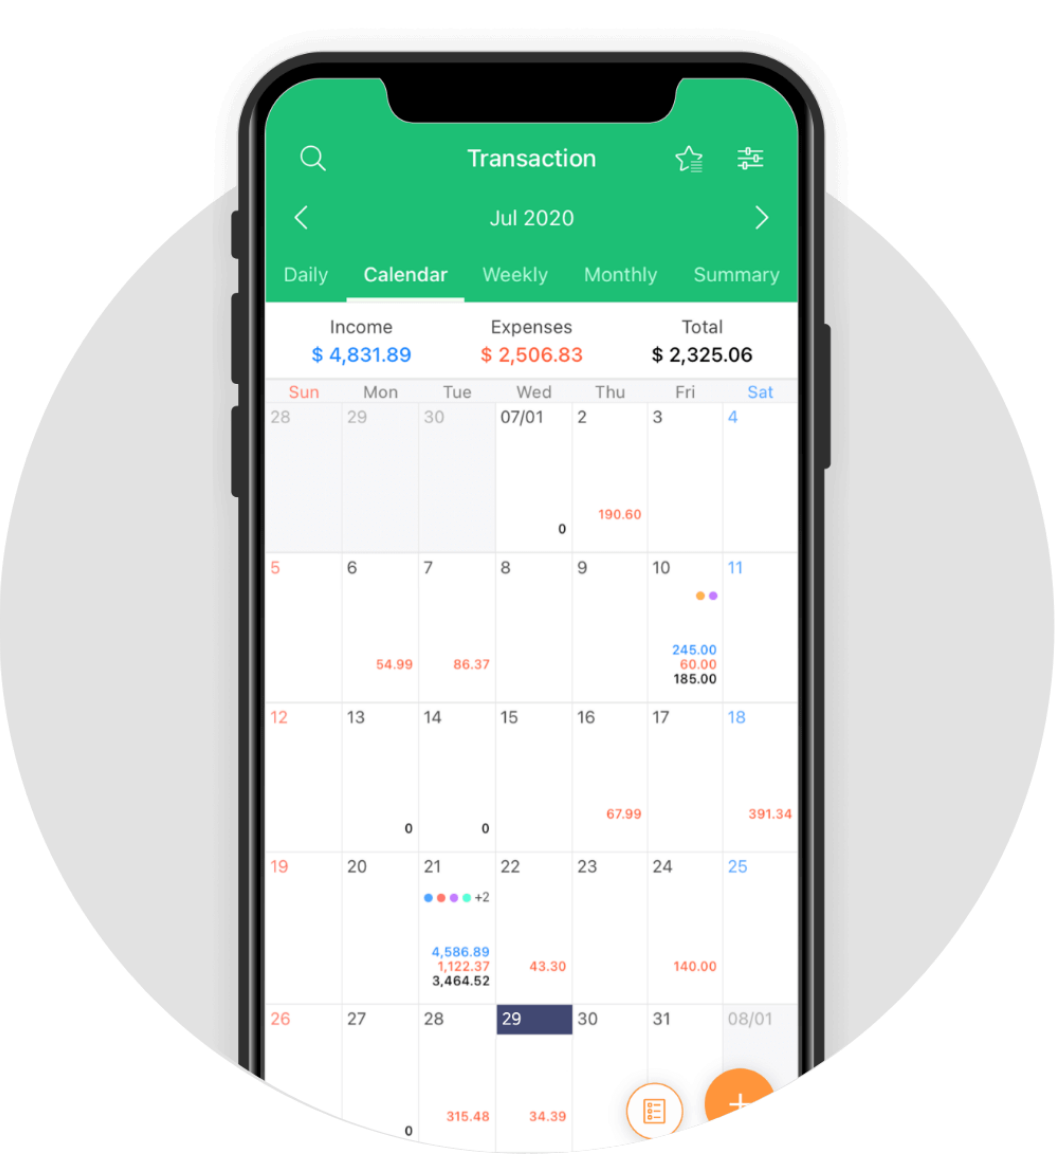 Transaction
Jul 2020
Daily Calendar Weekly Monthly Summary
Income Expenses Total
$ 4,831.89 $ 2,506.83 $ 2,325.06
Sun Mon Tue Wed Thu Fri Sat
28 29 30 07/01 2 3 4
190.60
0
5 6 7 8 9 10 11
245.00
54.99 86.37 60.00
185.00
12 13 14 15 16 17 18
67.99 391.34
0 0
19 20 21 22 23 24 25
+2
4,586.89
1,122.37 43.30 140.00
3,464.52
26 27 28 29 30 31 08/01
+
315.48 34.39
0